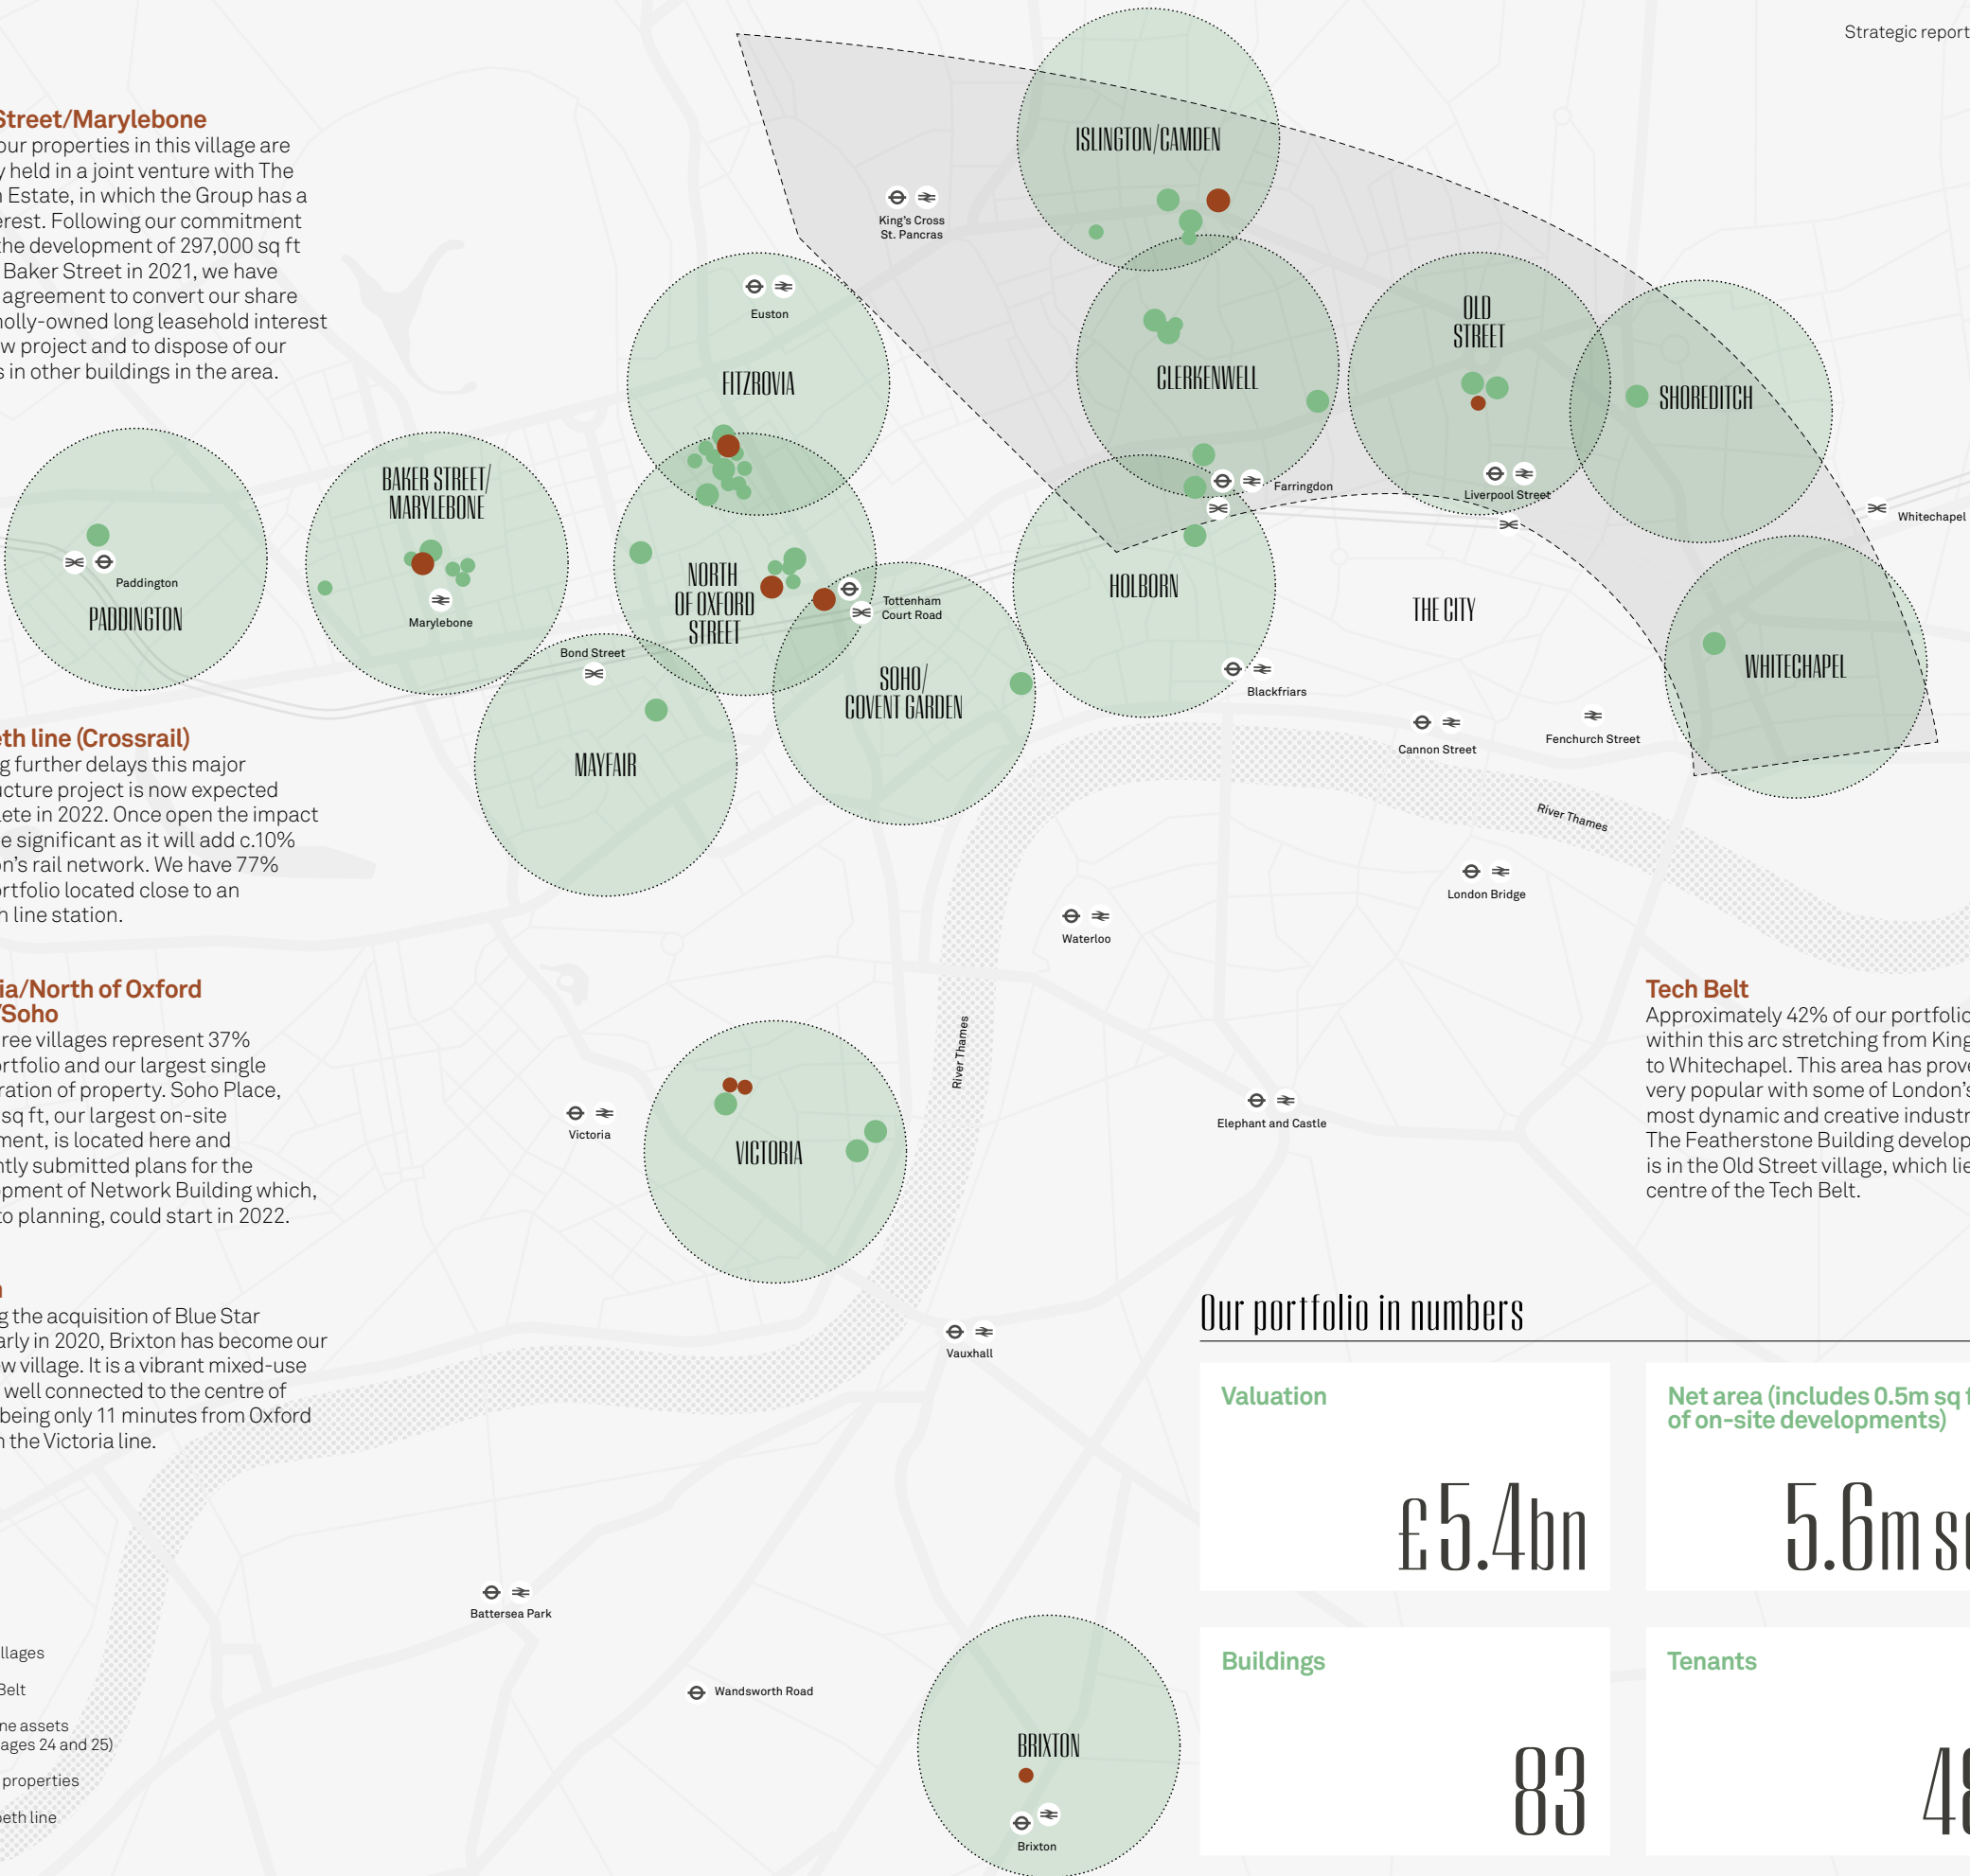 Strategic report
Street/Marylebone
our properties in this village are
held in a joint venture with The
Estate, in which the Group has a
erest. Following our commitment
the development of 297,000 sq ft
Baker Street in 2021, we have
agreement to convert our share
holly-owned long leasehold interest
w project and to dispose of our
s in other buildings in the area.
eth line (Crossrail)
g further delays this major
ucture project is now expected
lete in 2022. Once open the impact
e significant as it will add c.10%
on’s rail network. We have 77%
ortfolio located close to an
line station.
ia/North of Oxford
/Soho
ree villages represent 37%
ortfolio and our largest single
ration of property. Soho Place,
sq ft, our largest on-site
ment, is located here and
ntly submitted plans for the
opment of Network Building which,
to planning, could start in 2022.
g the acquisition of Blue Star
arly in 2020, Brixton has become our
w village. It is a vibrant mixed-use
well connected to the centre of
being only 11 minutes from Oxford
n the Victoria line.
llages
Belt
ne assets
ages 24 and 25)
properties
beth line
ISLINGTON/CAMDEN
King’s Cross
St. Pancras
Euston
FITZROVIA
CLERKENWELL
OLD
STREET
SHOREDITCH
Farringdon
Liverpool Street
Whitechapel
Paddington
PADDINGTON
BAKER STREET/
MARYLEBONE
Marylebone
NORTH
OF OXFORD
STREET
Tottenham
Court Road
HOLBORN
THE CITY
WHITECHAPEL
Bond Street
MAYFAIR
SOHO/
COVENT GARDEN
Blackfriars
Cannon Street
Fenchurch Street
River Thames
London Bridge
Waterloo
River Thames
Victoria
VICTORIA
Elephant and Castle
Vauxhall
Battersea Park
Wandsworth Road
BRIXTON
Brixton
Tech Belt
Approximately 42% of our portfolio
within this arc stretching from King
to Whitechapel. This area has prove
very popular with some of London’s
most dynamic and creative industr
The Featherstone Building develop
is in the Old Street village, which lie
centre of the Tech Belt.
Our portfolio in numbers
Valuation
£5.4bn
Net area (includes 0.5m sq f
of on-site developments)
5.6m s
Buildings
83
Tenants
48